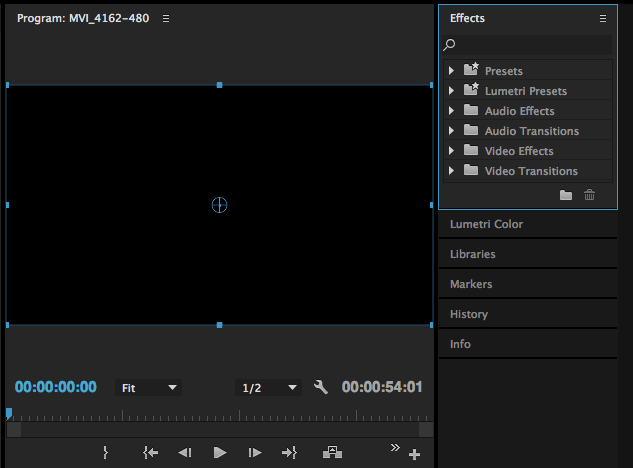 Program: MVI_4162-480
Effects
Presets
Lumetri Presets
Audio Effects
Audio Transitions
Video Effects
Video Transitions
Lumetri Color
Libraries
Markers
History
Info
00:00:00:00 Fit 1/2 00:00:54:01